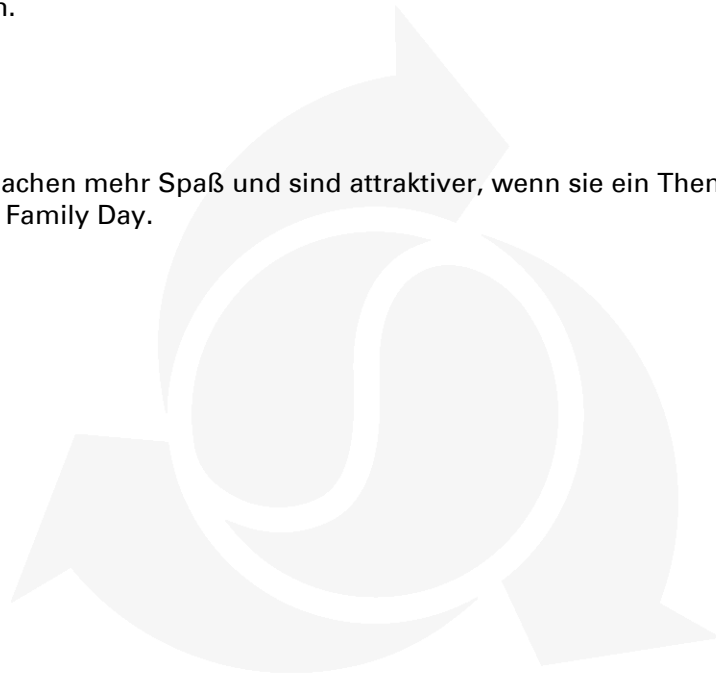 n.
achen mehr Spaß und sind attraktiver, wenn sie ein Then
Family Day.